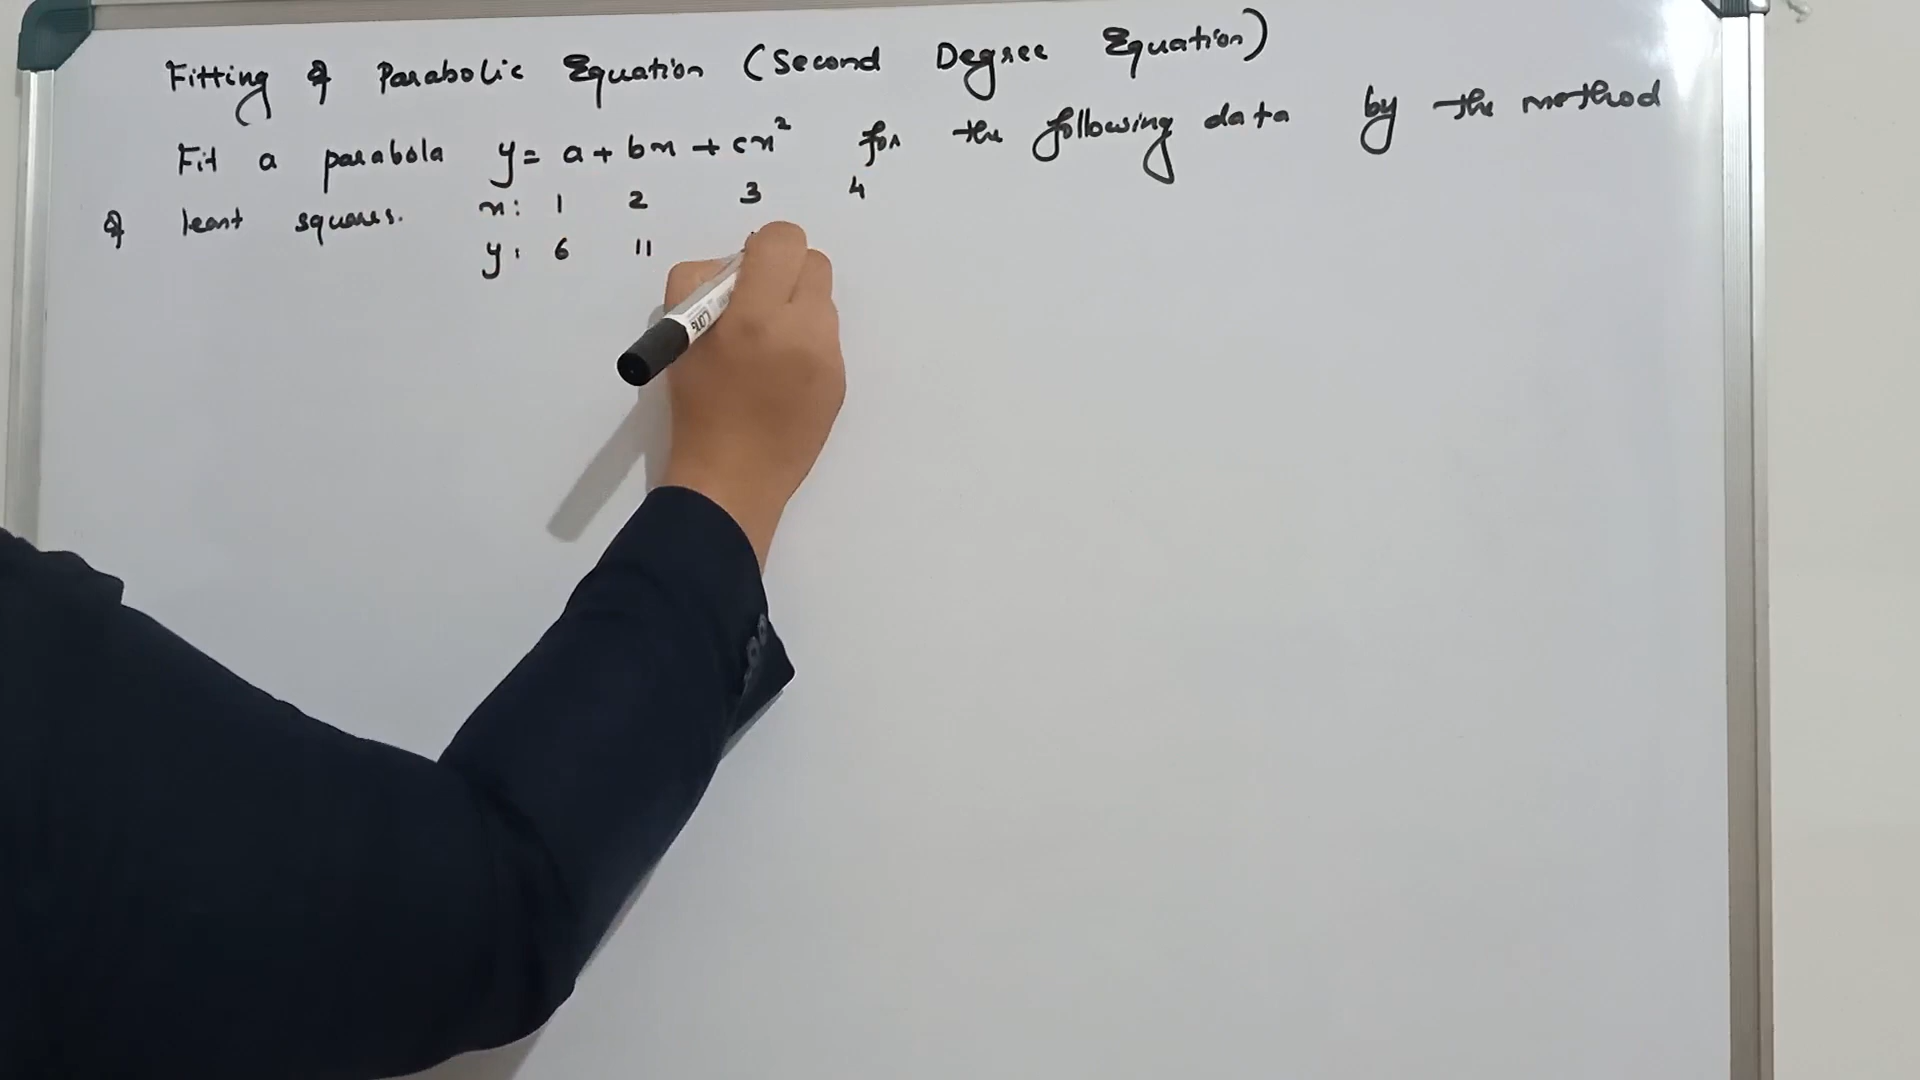 Fitting of Parabolic Equation (Second Degree Equation)
Fit a parabola y = a + bx + cx² for the following data by the method
of least squares. x: 1 2 3 4
y: 6 11